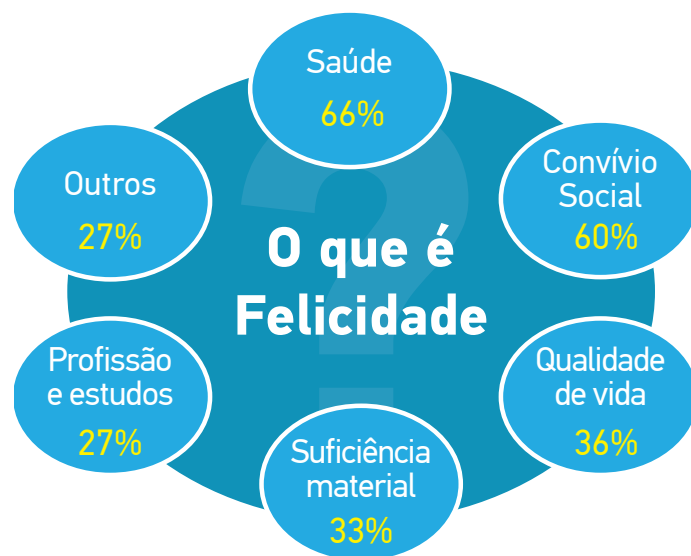 Saúde
66%
Convívio
Social
60%
Qualidade
de vida
36%
Suficiência
material
33%
Profissão
e estudos
27%
Outros
27%
?
O que é
Felicidade